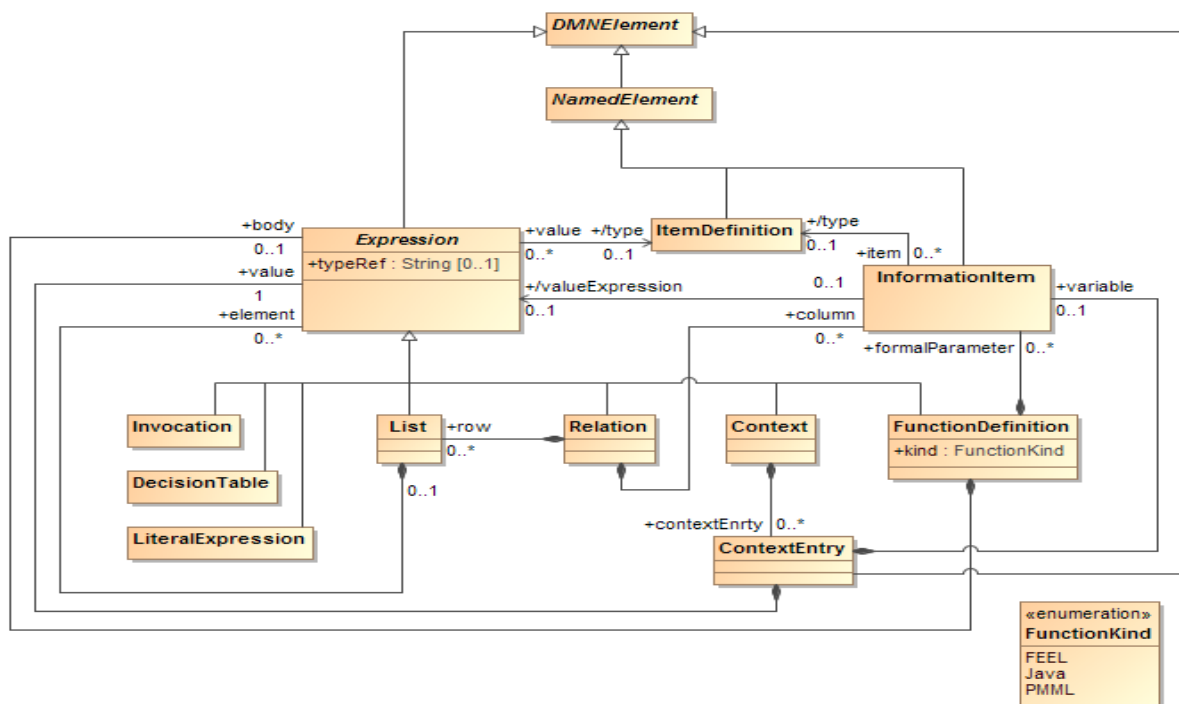 DMNElement
NamedElement
+body
0..1
Expression
+typeRef : String [0..1]
+value
0..*
+/type
0..1
ItemDefinition
+/type
0..1
+item
0..*
InformationItem
+value
1
+/valueExpression
0..1
0..1
+variable
0..1
+element
0..*
+column
0..*
+formalParameter
0..*
Invocation
List
+row
0..*
Relation
Context
FunctionDefinition
+kind : FunctionKind
DecisionTable
0..1
LiteralExpression
+contextEnrty
0..*
ContextEntry
«enumeration»
FunctionKind
FEEL
Java
PMML